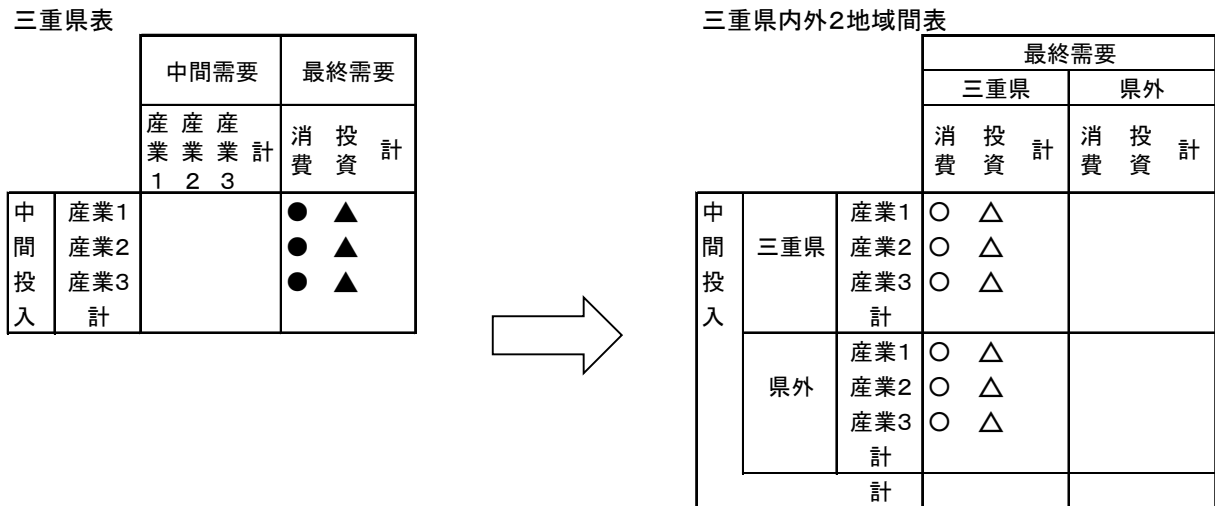 三重県表
中間需要 最終需要
産業1 産業2 産業3 計 消費 投資 計
中間投入
産業1 ● ▲
産業2 ● ▲
産業3 ● ▲
計
三重県内外2地域間表
最終需要
三重県 県外
消費 投資 計 消費 投資 計
中間投入
三重県
産業1 ○ △
産業2 ○ △
産業3 ○ △
計
県外
産業1 ○ △
産業2 ○ △
産業3 ○ △
計
計